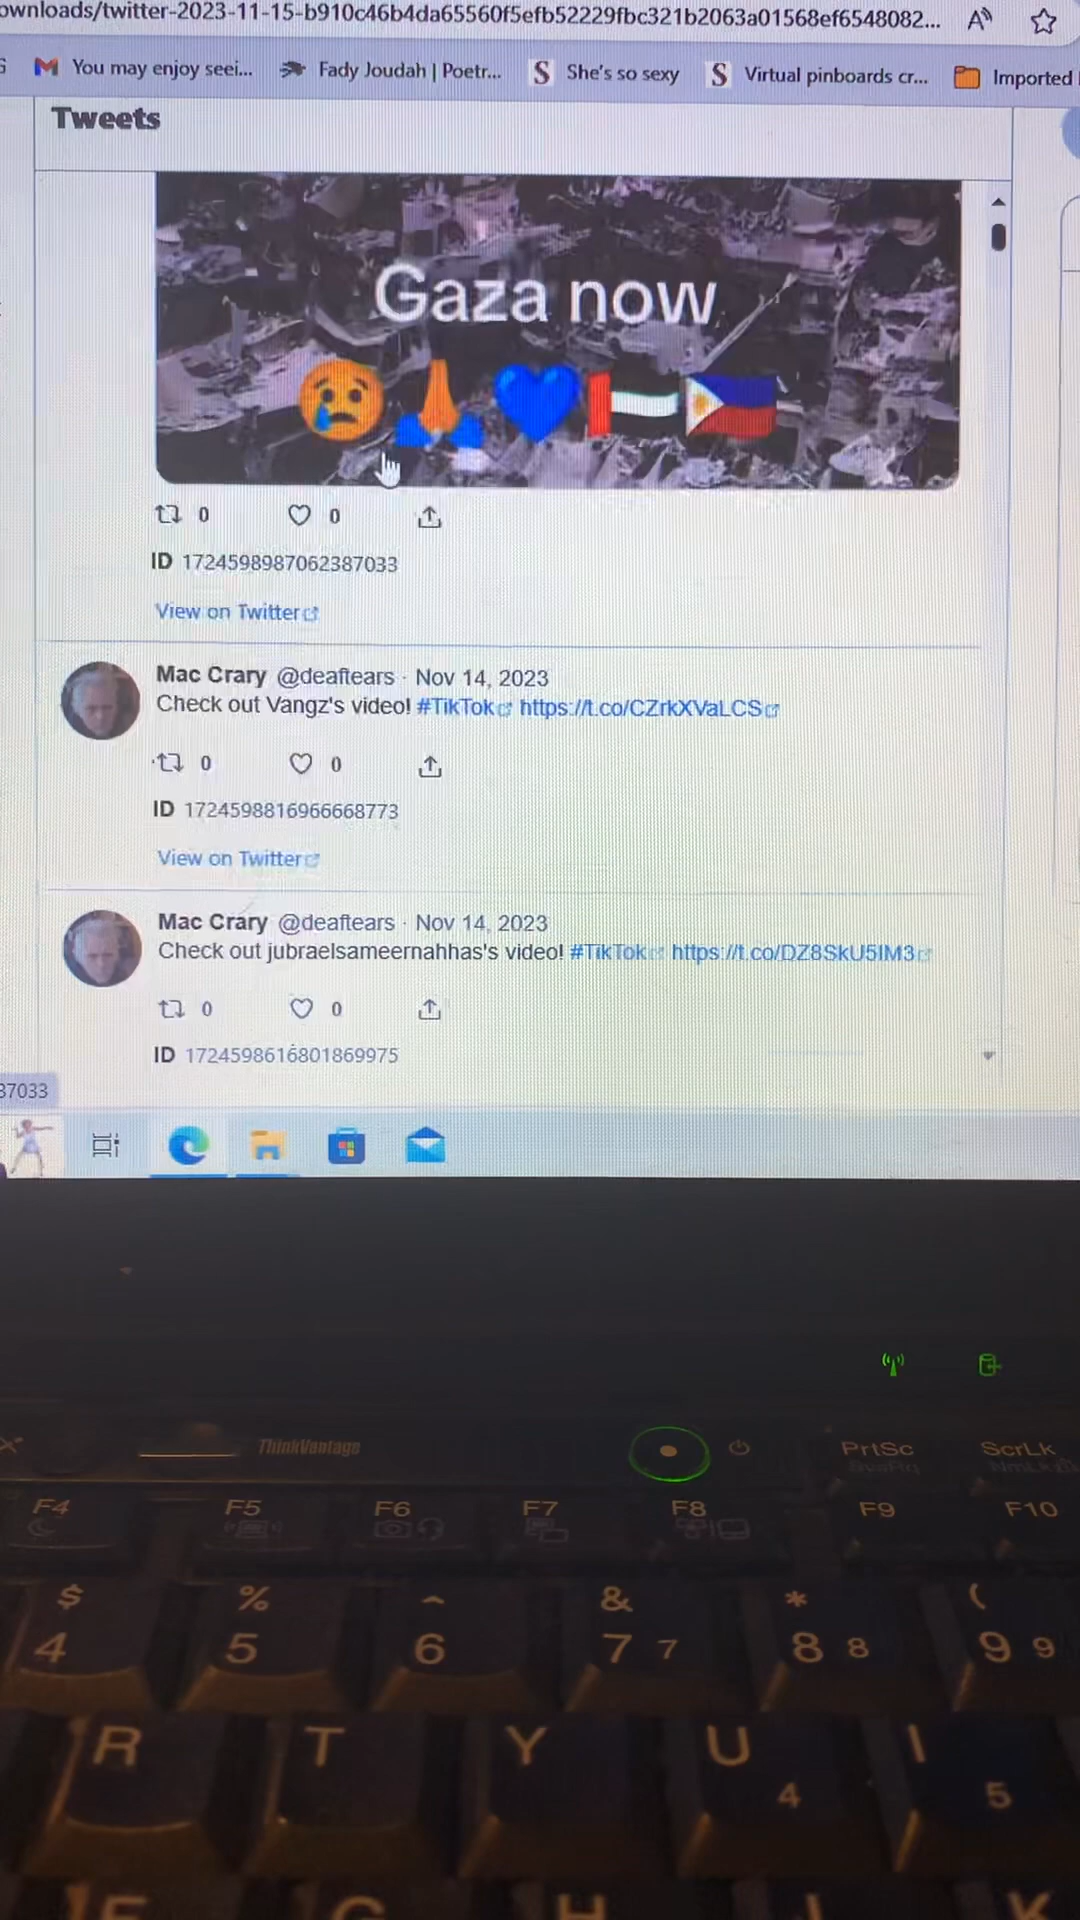 ownloads/twitter-2023-11-15-b910c46b4da65560f5efb52229fbc321b2063a01568ef6548082...
You may enjoy seei... Fady Joudah | Poetr... She's so sexy Virtual pinboards cr... Imported
Tweets
Gaza now
😢🙏💙🇵🇸🇵🇭
0 0
ID 1724598987062387033
View on Twitter
Mac Crary @deaftears · Nov 14, 2023
Check out Vangz's video! #TikTok https://t.co/CZrkXVaLCS
0 0
ID 1724598816966668773
View on Twitter
Mac Crary @deaftears · Nov 14, 2023
Check out jubraelsameernahhas's video! #TikTok https://t.co/DZ8SkU5IM3
0 0
ID 1724598616801869975
37033
ThinkVantage PrtSc ScrLk
F4 F5 F6 F7 F8 F9 F10
$ % ^ & * (
4 5 6 7 7 8 8 9 9
R T Y U I
4 5